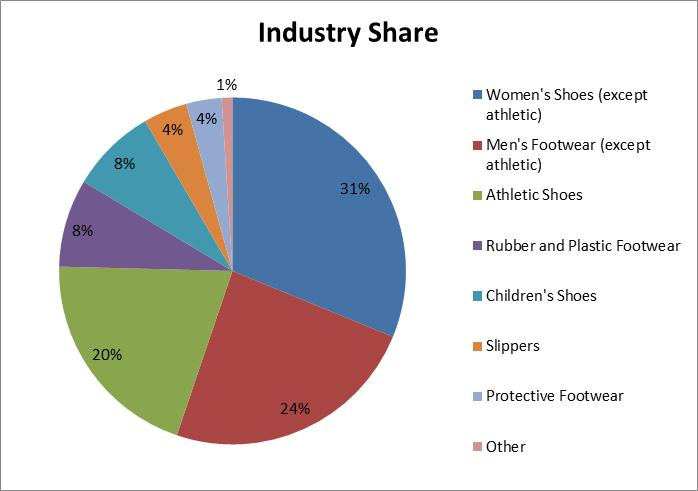 Industry Share
1%
4%
4%
8%
31%
8%
20%
24%
Women's Shoes (except
athletic)
Men's Footwear (except
athletic)
Athletic Shoes
Rubber and Plastic Footwear
Children's Shoes
Slippers
Protective Footwear
Other